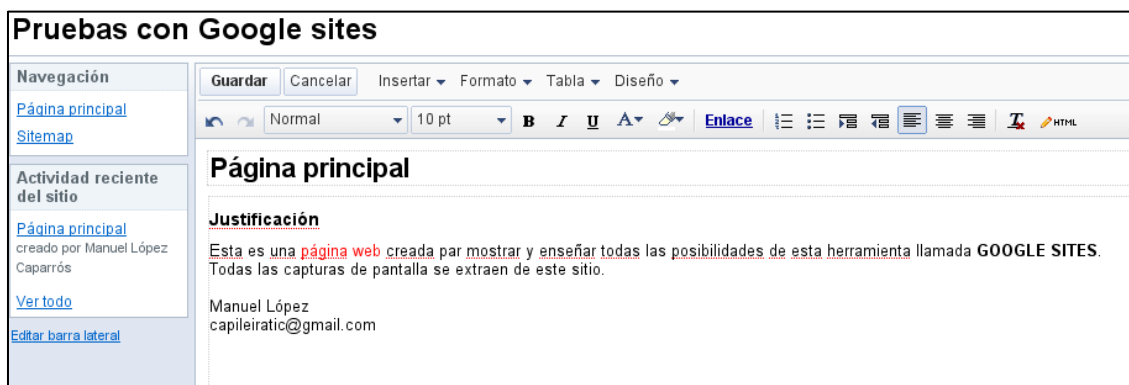 Pruebas con Google sites
Navegación
Página principal
Sitemap
Actividad reciente
del sitio
Página principal
creado por Manuel López
Caparrós
Ver todo
Editar barra lateral
Guardar Cancelar Insertar Formato Tabla Diseño
Normal 10 pt B I U A Enlace T HTML
Página principal
Justificación
Esta es una página web creada par mostrar y enseñar todas las posibilidades de esta herramienta llamada GOOGLE SITES.
Todas las capturas de pantalla se extraen de este sitio.
Manuel López
capileiratic@gmail.com